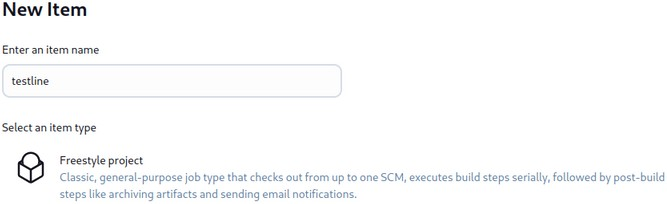 New Item
Enter an item name
testline
Select an item type
Freestyle project
Classic, general-purpose job type that checks out from up to one SCM, executes build steps serially, followed by post-build
steps like archiving artifacts and sending email notifications.